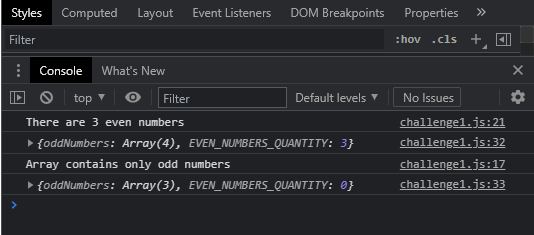 Styles Computed Layout Event Listeners DOM Breakpoints Properties »
Filter :hov .cls
Console What's New
top Filter Default levels No Issues
There are 3 even numbers challenge1.js:21
{oddNumbers: Array(4), EVEN_NUMBERS_QUANTITY: 3} challenge1.js:32
Array contains only odd numbers challenge1.js:17
{oddNumbers: Array(3), EVEN_NUMBERS_QUANTITY: 0} challenge1.js:33